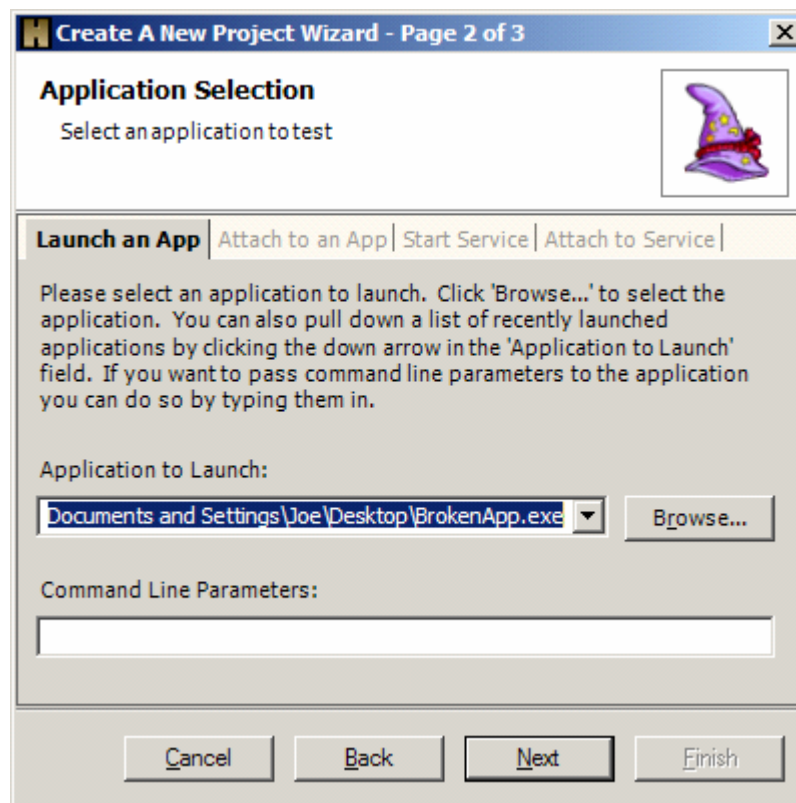 Create A New Project Wizard - Page 2 of 3
Application Selection
Select an application to test
Launch an App Attach to an App Start Service Attach to Service
Please select an application to launch. Click 'Browse...' to select the
application. You can also pull down a list of recently launched
applications by clicking the down arrow in the 'Application to Launch'
field. If you want to pass command line parameters to the application
you can do so by typing them in.
Application to Launch:
Documents and Settings\Joe\Desktop\BrokenApp.exe Browse...
Command Line Parameters:
Cancel Back Next Finish